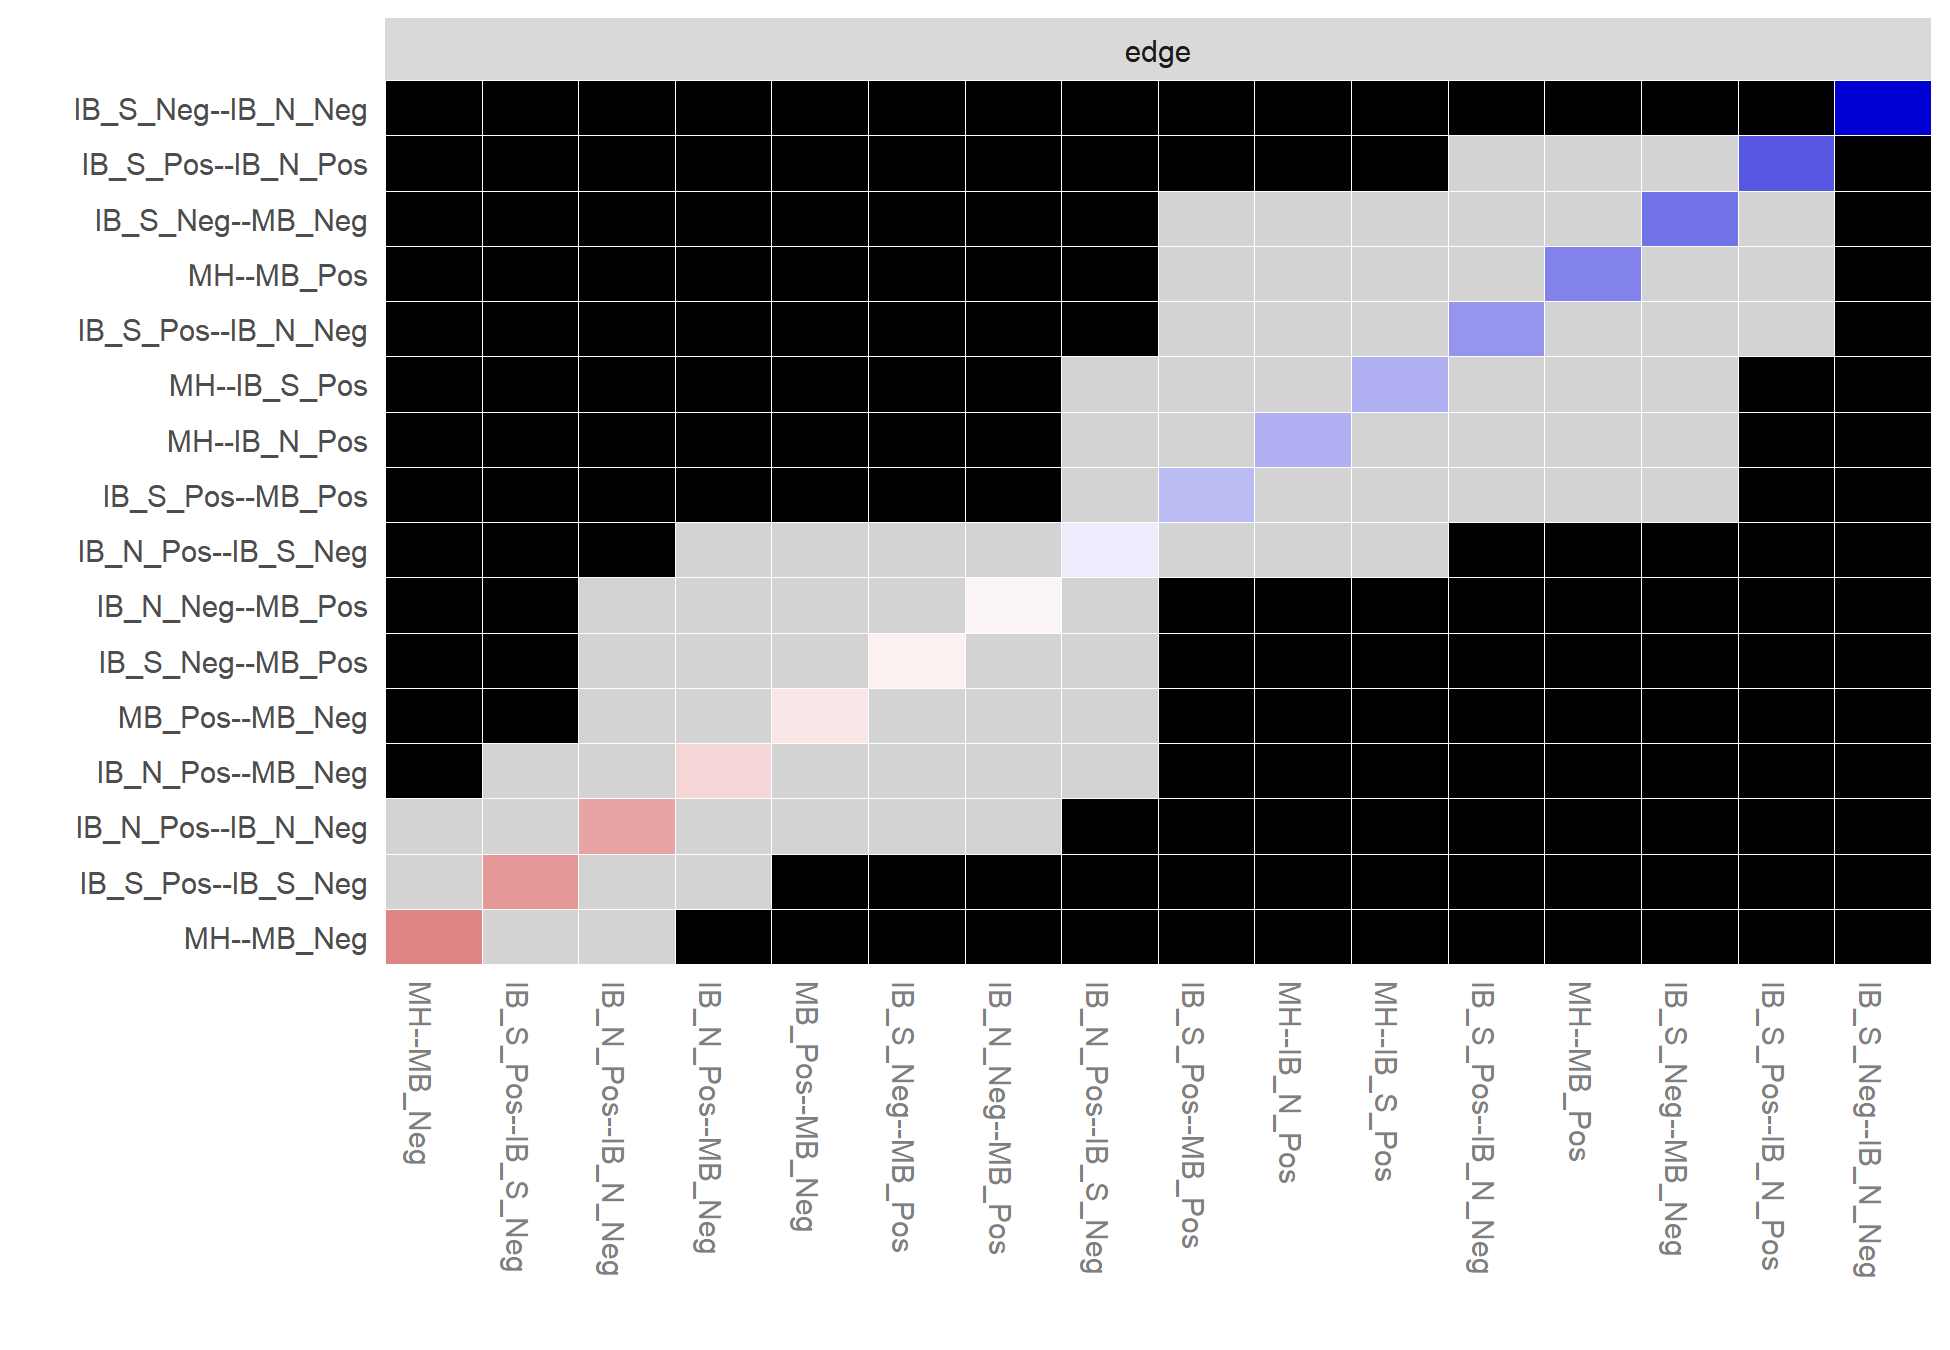 edge
IB_S_Neg--IB_N_Neg
IB_S_Pos--IB_N_Pos
IB_S_Neg--MB_Neg
MH--MB_Pos
IB_S_Pos--IB_N_Neg
MH--IB_S_Pos
MH--IB_N_Pos
IB_S_Pos--MB_Pos
IB_N_Pos--IB_S_Neg
IB_N_Neg--MB_Pos
IB_S_Neg--MB_Pos
MB_Pos--MB_Neg
IB_N_Pos--MB_Neg
IB_N_Pos--IB_N_Neg
IB_S_Pos--IB_S_Neg
MH--MB_Neg
MH--MB_Neg
IB_S_Pos--IB_S_Neg
IB_N_Pos--IB_N_Neg
IB_N_Pos--MB_Neg
MB_Pos--MB_Neg
IB_S_Neg--MB_Pos
IB_N_Neg--MB_Pos
IB_N_Pos--IB_S_Neg
IB_S_Pos--MB_Pos
MH--IB_N_Pos
MH--IB_S_Pos
IB_S_Pos--IB_N_Neg
MH--MB_Pos
IB_S_Neg--MB_Neg
IB_S_Pos--IB_N_Pos
IB_S_Neg--IB_N_Neg